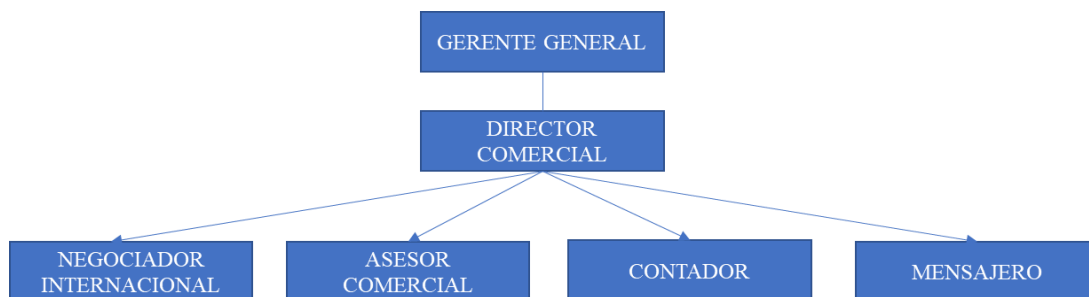 GERENTE GENERAL
DIRECTOR
COMERCIAL
NEGOCIADOR
INTERNACIONAL
ASESOR
COMERCIAL
CONTADOR
MENSAJERO